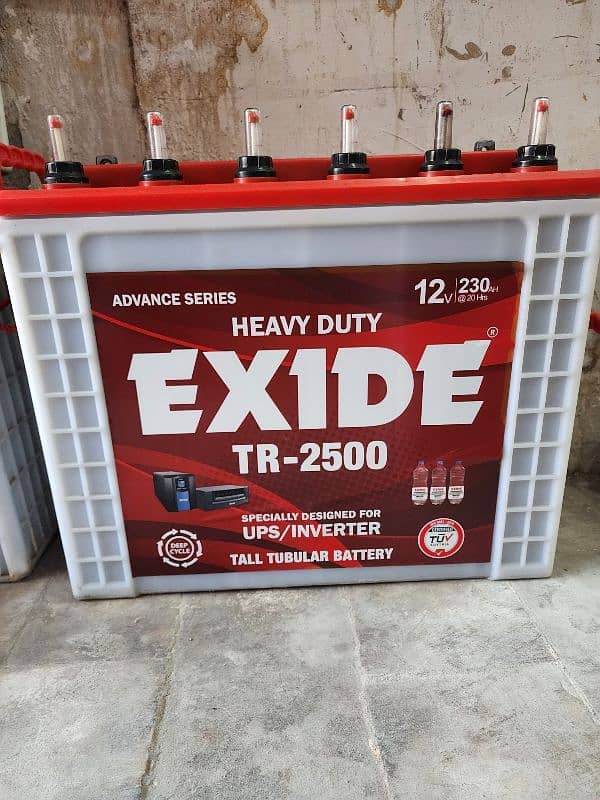 ADVANCE SERIES
12V 230AH
@ 20 Hrs
HEAVY DUTY
EXIDE®
TR-2500
SPECIALLY DESIGNED FOR
UPS/INVERTER
TALL TUBULAR BATTERY
DEEP
CYCLE
TÜV